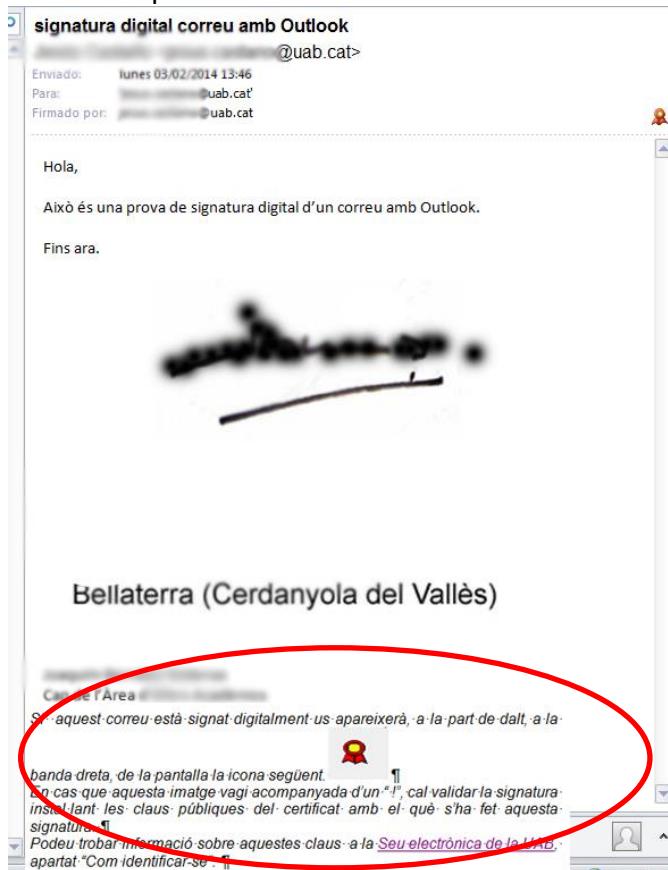 signatura digital correu amb Outlook
@uab.cat>
Enviado: lunes 03/02/2014 13:46
Para: @uab.cat'
Firmado por: @uab.cat
Hola,
Això és una prova de signatura digital d'un correu amb Outlook.
Fins ara.
Bellaterra (Cerdanyola del Vallès)
Cap de l'Àrea
Si aquest correu està signat digitalment us apareixerà, a la part de dalt, a la
banda dreta, de la pantalla la icona següent. ¶
En cas que aquesta imatge vagi acompanyada d'un "!", cal validar la signatura
instal·lant les claus públiques del certificat amb el què s'ha fet aquesta
signatura. ¶
Podeu trobar informació sobre aquestes claus a la Seu electrònica de la UAB,
apartat "Com identificar-se". ¶